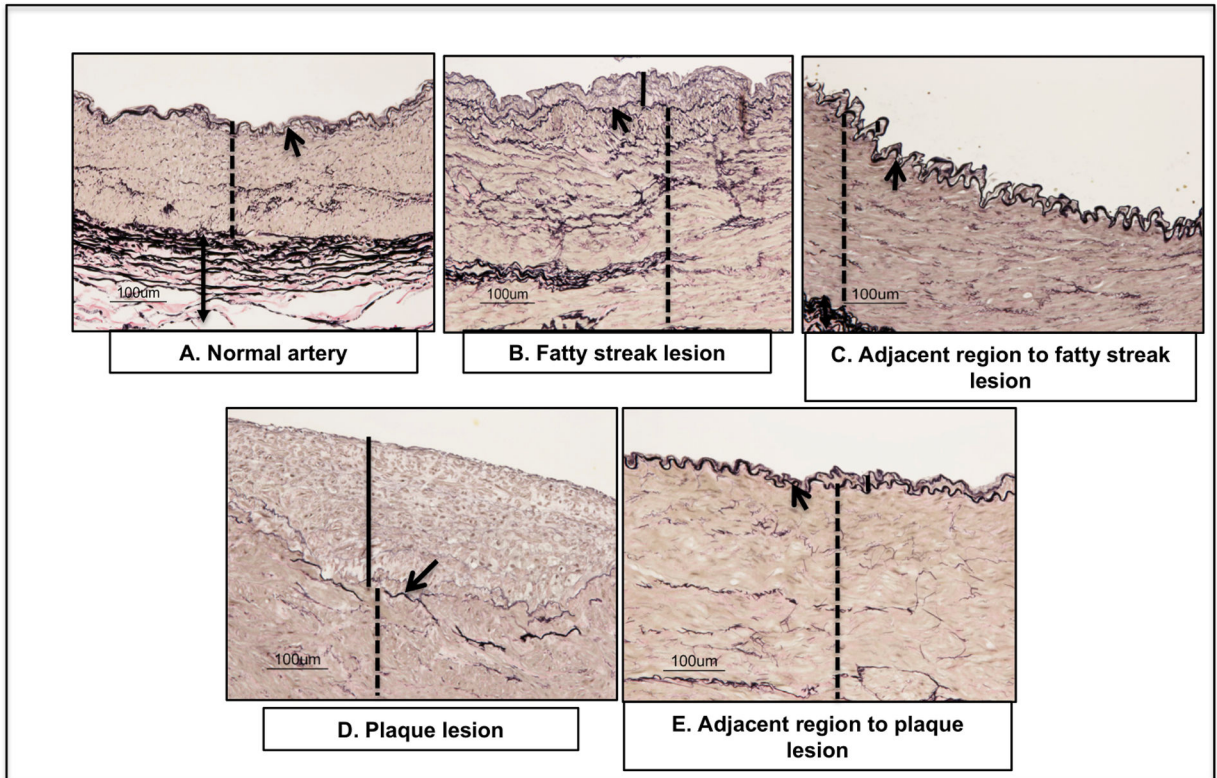 100um
100um
100um
A. Normal artery
B. Fatty streak lesion
C. Adjacent region to fatty streak
lesion
100um
100um
D. Plaque lesion
E. Adjacent region to plaque
lesion